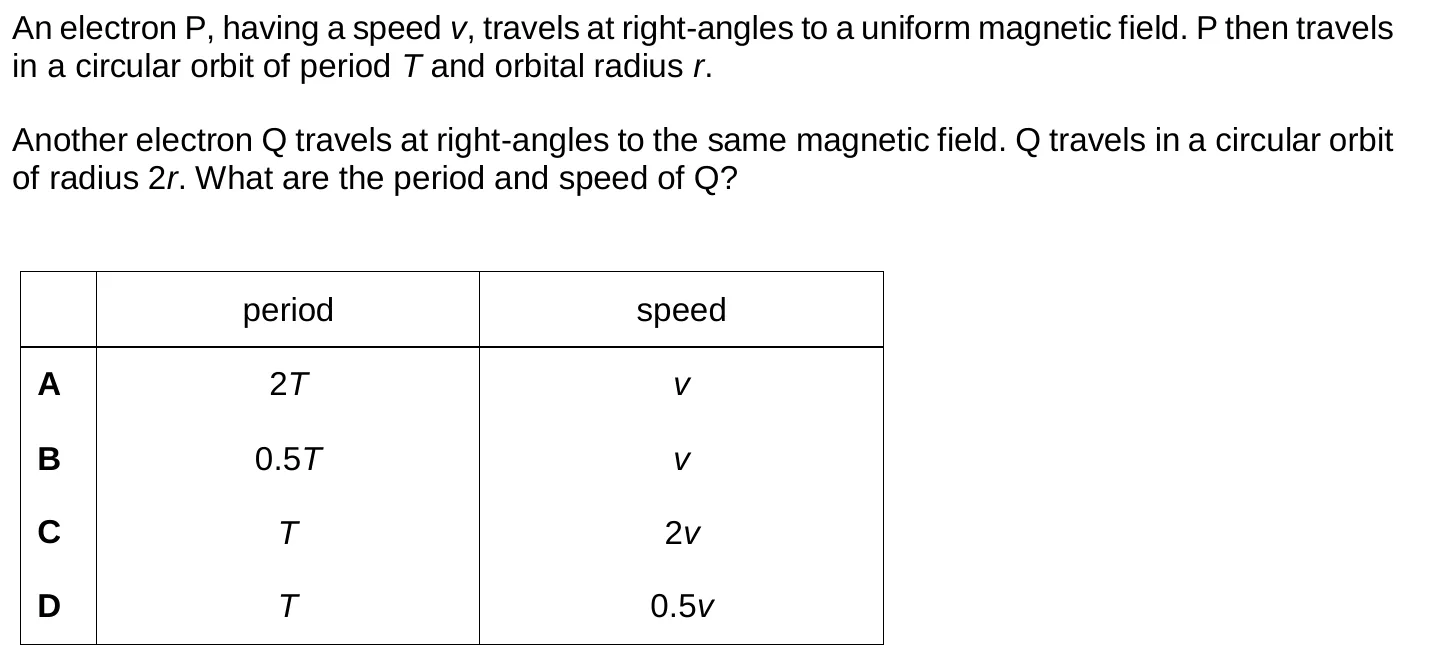 An electron P, having a speed v, travels at right-angles to a uniform magnetic field. P then travels
in a circular orbit of period T and orbital radius r.
Another electron Q travels at right-angles to the same magnetic field. Q travels in a circular orbit
of radius 2r. What are the period and speed of Q?
period speed
A 2T v
B 0.5T v
C T 2v
D T 0.5v